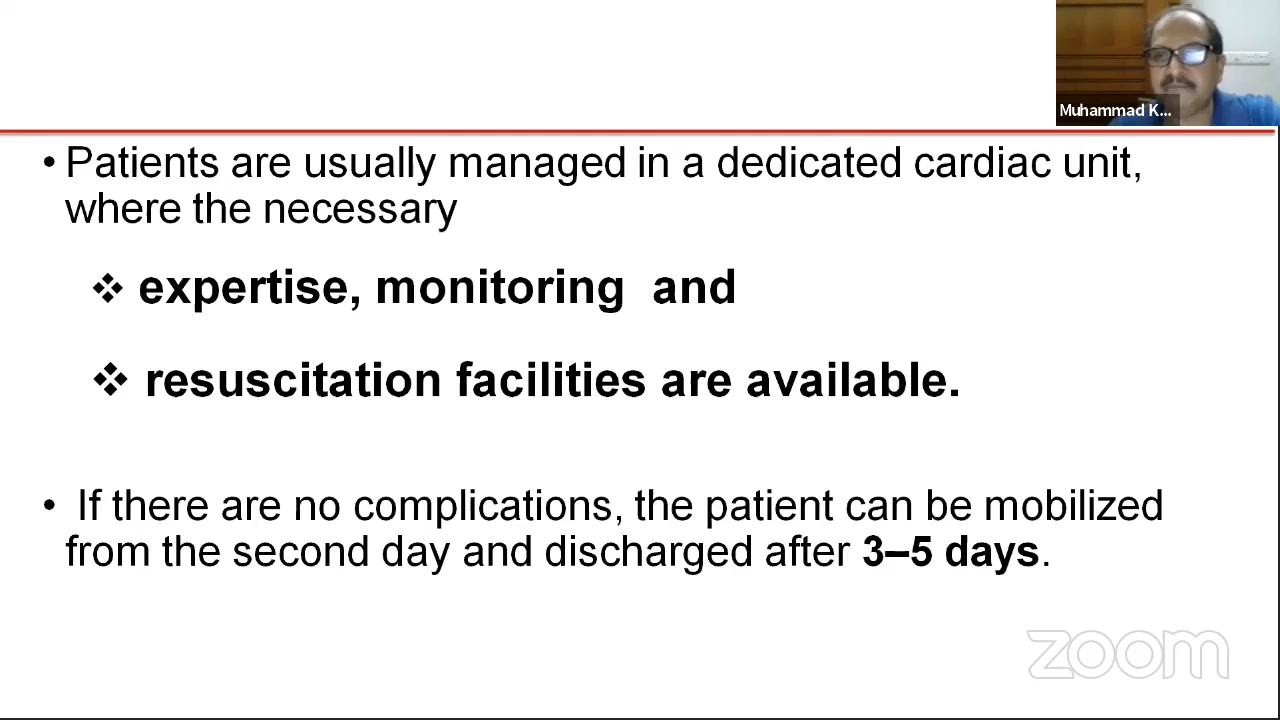 Muhammad K...
• Patients are usually managed in a dedicated cardiac unit,
where the necessary
❖ expertise, monitoring and
❖ resuscitation facilities are available.
• If there are no complications, the patient can be mobilized
from the second day and discharged after 3–5 days.
zoom